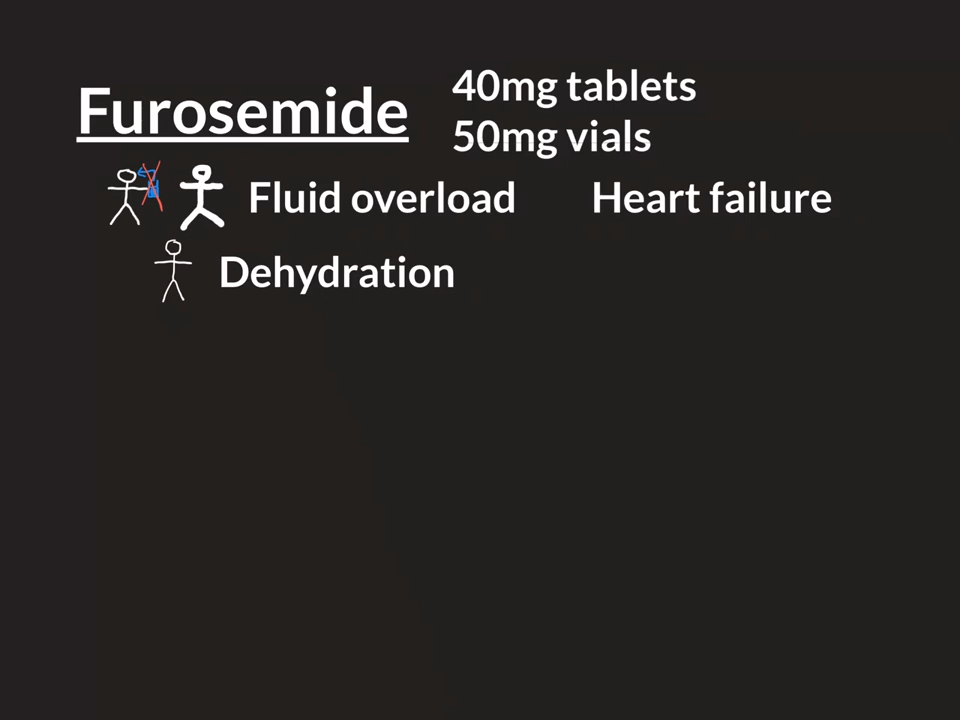 Furosemide
40mg tablets
50mg vials
Fluid overload
Heart failure
Dehydration